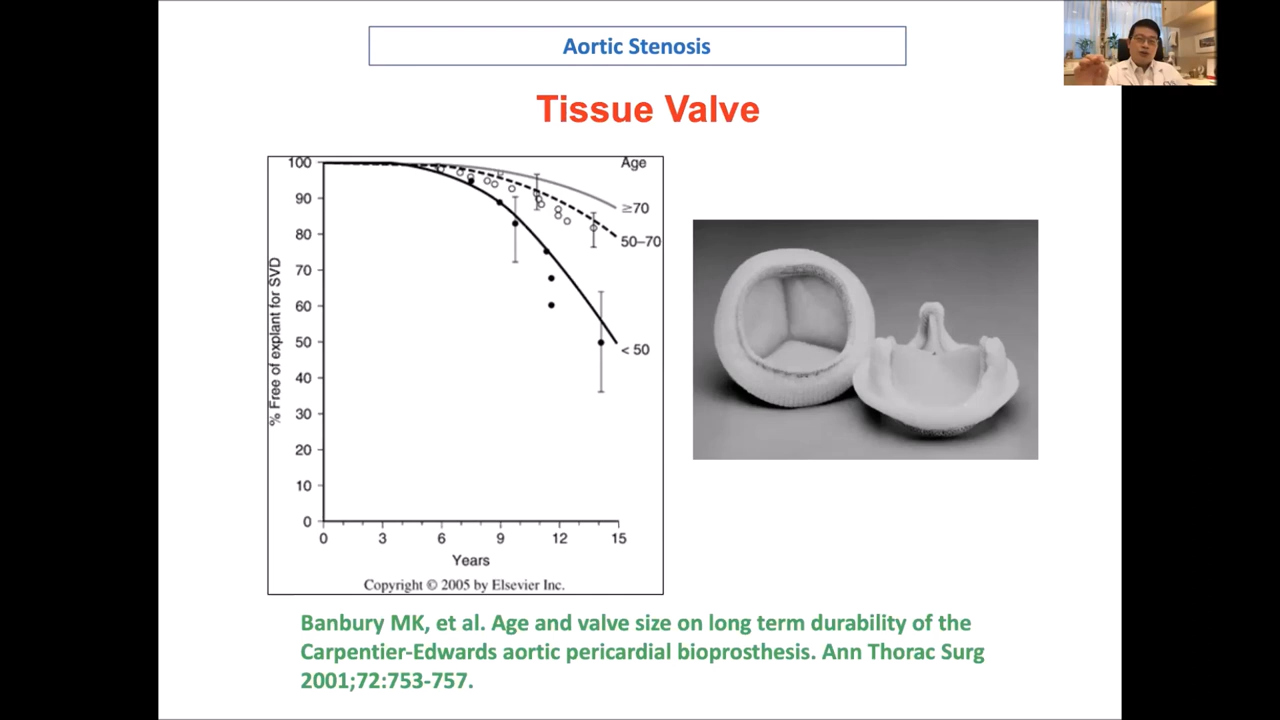 Aortic Stenosis
Tissue Valve
Age
100
90
80
70
60
50
40
30
20
10
0
≥70
50–70
< 50
% Free of explant for SVD
0 3 6 9 12 15
Years
Copyright © 2005 by Elsevier Inc.
Banbury MK, et al. Age and valve size on long term durability of the
Carpentier-Edwards aortic pericardial bioprosthesis. Ann Thorac Surg
2001;72:753-757.